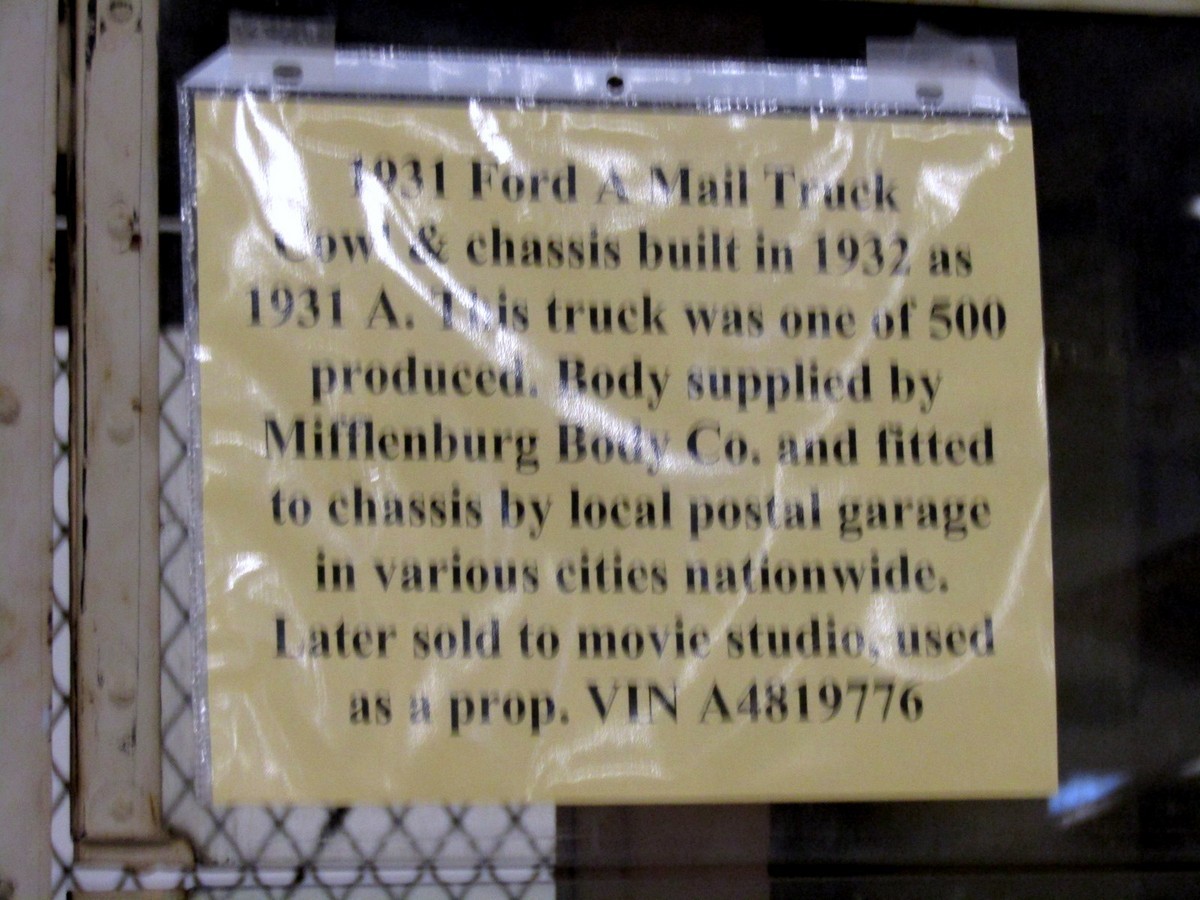 1931 Ford A Mail Truck
Cowl & chassis built in 1932 as
1931 A. This truck was one of 500
produced. Body supplied by
Mifflenburg Body Co. and fitted
to chassis by local postal garage
in various cities nationwide.
Later sold to movie studio, used
as a prop. VIN A4819776